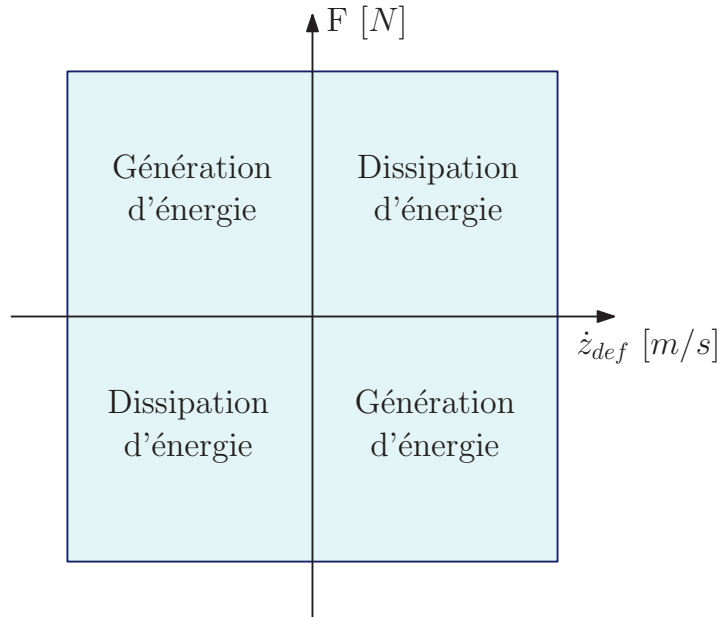 F [N]
Génération
d'énergie
Dissipation
d'énergie
ż_def [m/s]
Dissipation
d'énergie
Génération
d'énergie